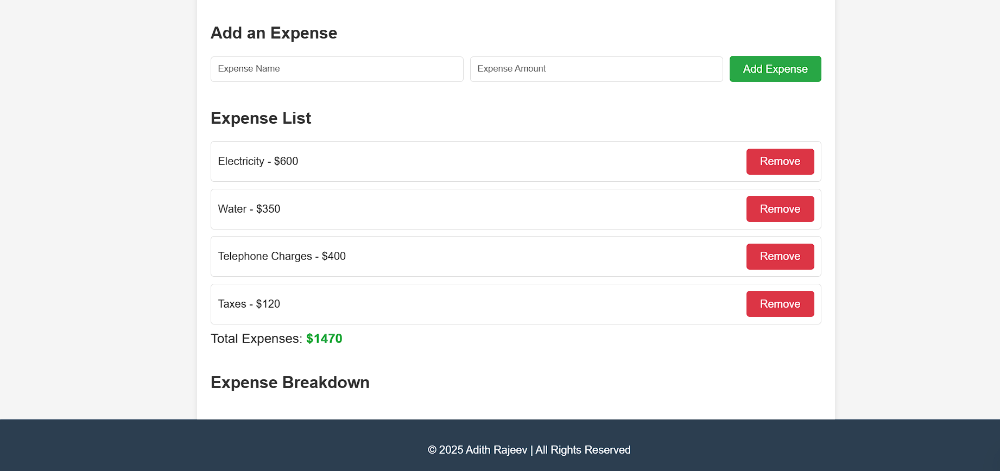 Add an Expense
Expense Name
Expense Amount
Add Expense
Expense List
Electricity - $600
Remove
Water - $350
Remove
Telephone Charges - $400
Remove
Taxes - $120
Remove
Total Expenses: $1470
Expense Breakdown
© 2025 Adith Rajeev | All Rights Reserved